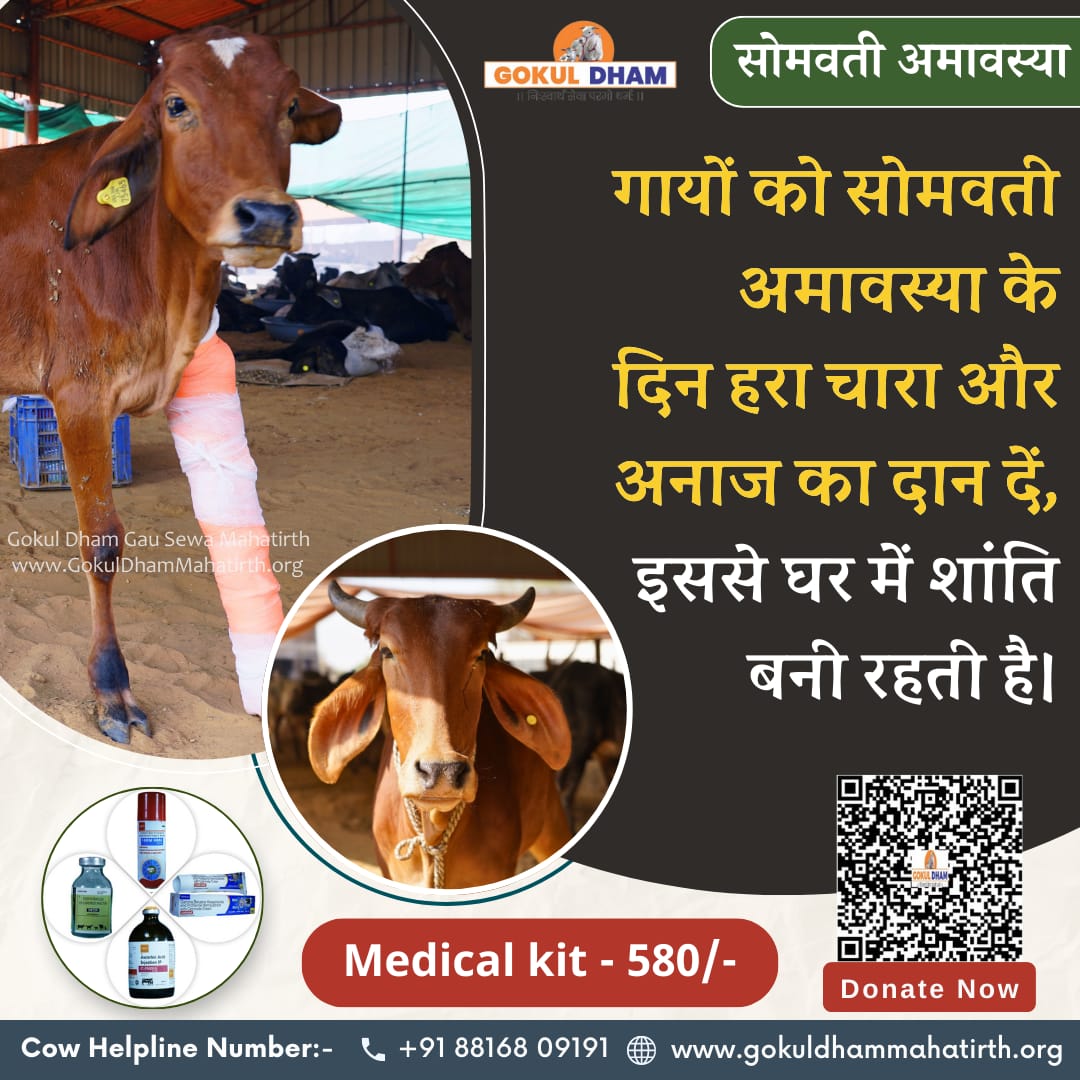 GOKUL DHAM
|| निःस्वार्थ सेवा परमो धर्मः ||
सोमवती अमावस्या
गायों को सोमवती
अमावस्या के
दिन हरा चारा और
अनाज का दान दें,
इससे घर में शांति
बनी रहती है।
Gokul Dham Gau Sewa Mahatirth
www.GokulDhamMahatirth.org
GOKUL DHAM
Medical kit - 580/-
Donate Now
Cow Helpline Number:- +91 88168 09191 www.gokuldhammahatirth.org